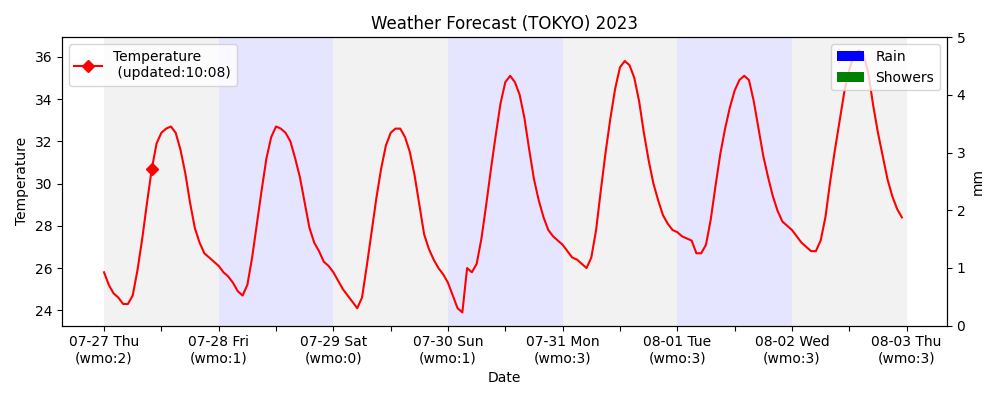 Weather Forecast (TOKYO) 2023
Temperature
(updated:10:08)
Rain
Showers
36
34
32
30
28
26
24
Temperature
5
4
3
2
1
0
mm
07-27 Thu
(wmo:2)
07-28 Fri
(wmo:1)
07-29 Sat
(wmo:0)
07-30 Sun
(wmo:1)
07-31 Mon
(wmo:3)
08-01 Tue
(wmo:3)
08-02 Wed
(wmo:3)
08-03 Thu
(wmo:3)
Date